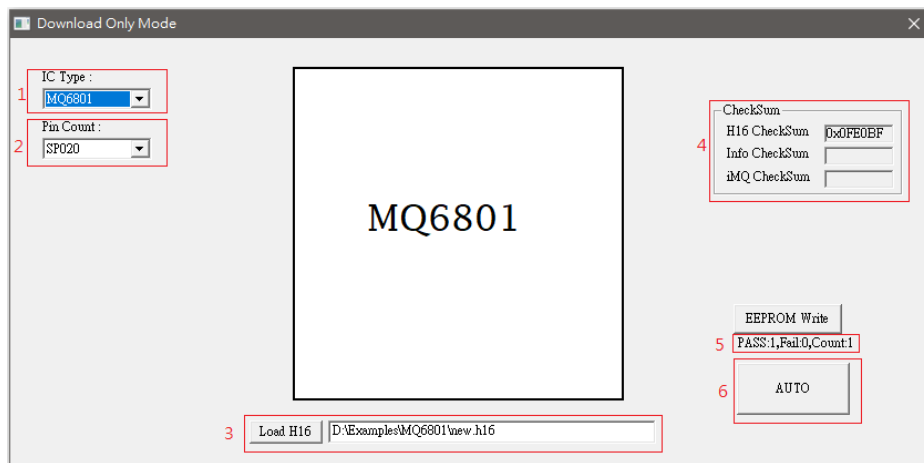 Download Only Mode
IC Type :
1
MQ6801
Pin Count :
2
SP020
MQ6801
4
CheckSum
H16 CheckSum 0x0FE0BF
Info CheckSum
iMQ CheckSum
EEPROM Write
5 PASS:1,Fail:0,Count:1
6 AUTO
3 Load H16 D:\Examples\MQ6801\new.h16